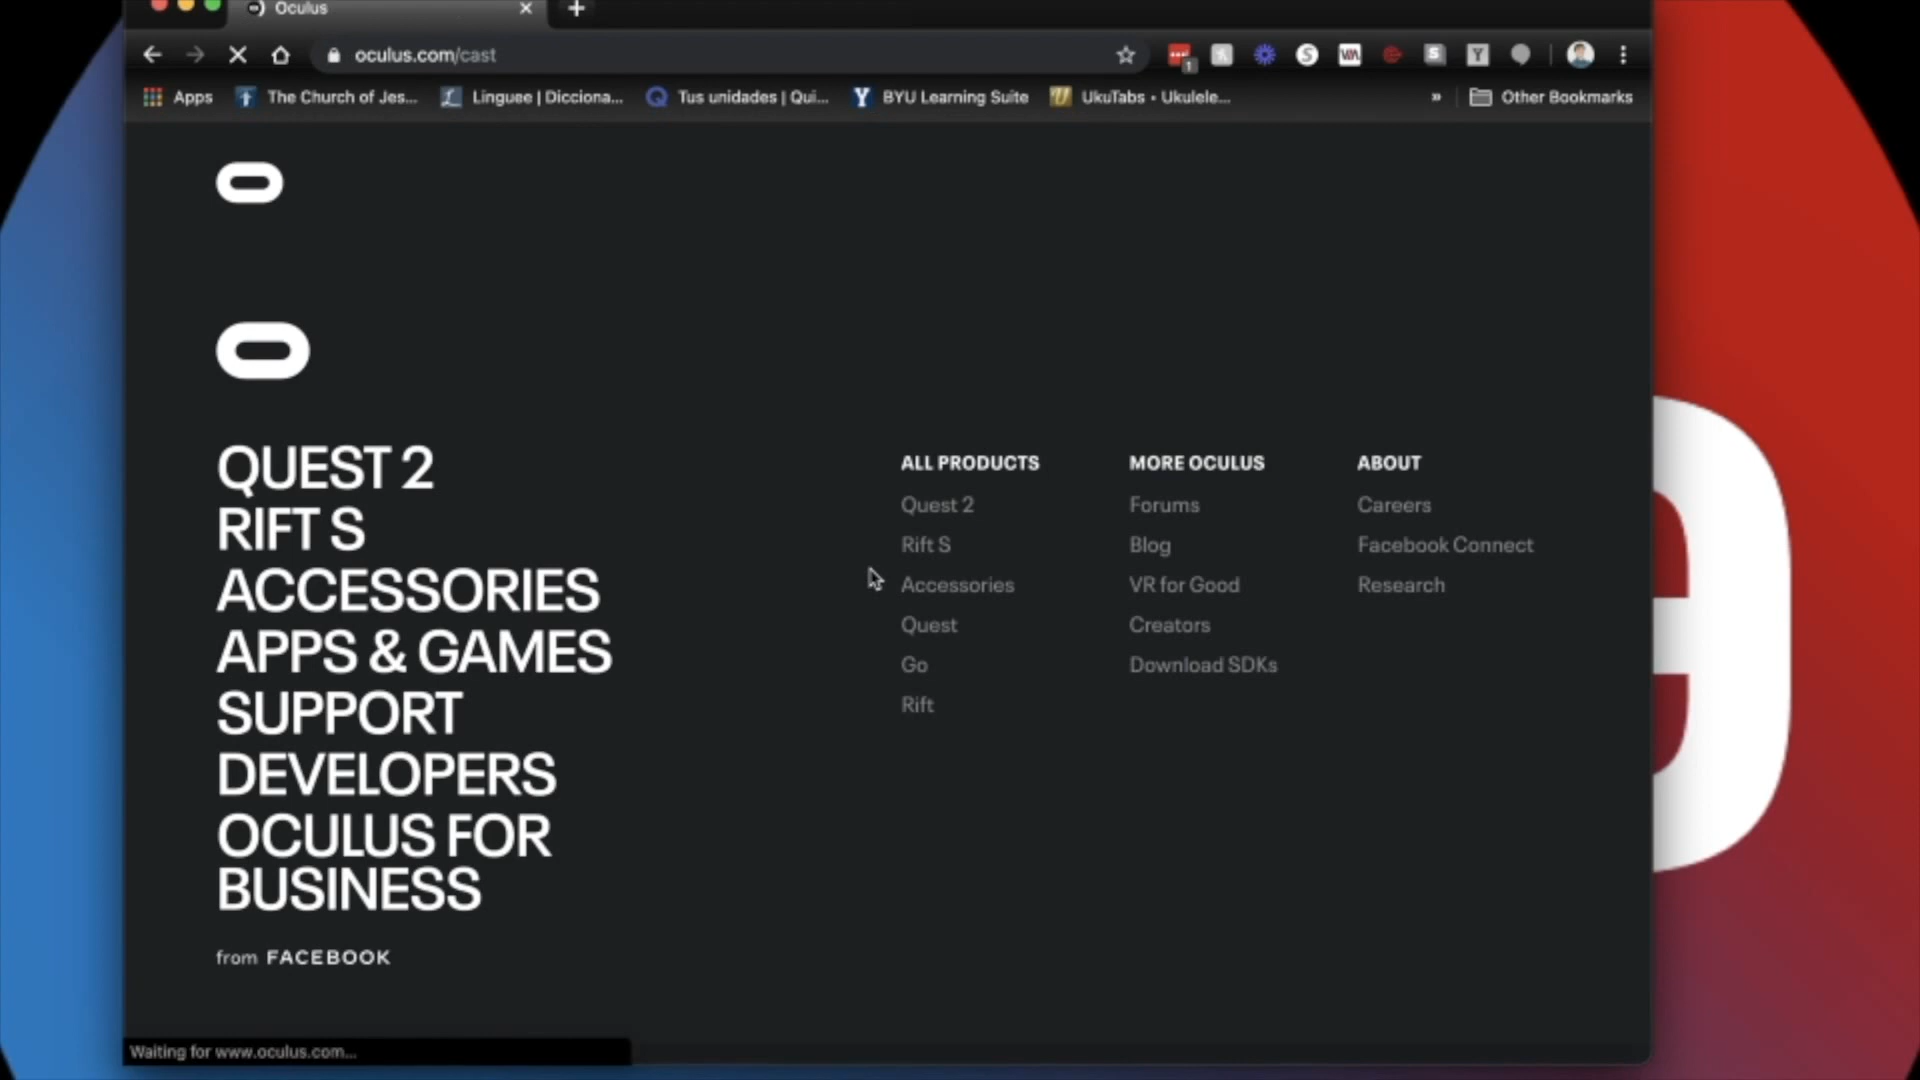 Oculus
oculus.com/cast
1
Apps
The Church of Jes...
Linguee | Dicciona...
Tus unidades | Qui...
BYU Learning Suite
UkuTabs • Ukulele...
»
Other Bookmarks
QUEST 2
RIFT S
ACCESSORIES
APPS & GAMES
SUPPORT
DEVELOPERS
OCULUS FOR
BUSINESS
from FACEBOOK
ALL PRODUCTS
Quest 2
Rift S
Accessories
Quest
Go
Rift
MORE OCULUS
Forums
Blog
VR for Good
Creators
Download SDKs
ABOUT
Careers
Facebook Connect
Research
Waiting for www.oculus.com...